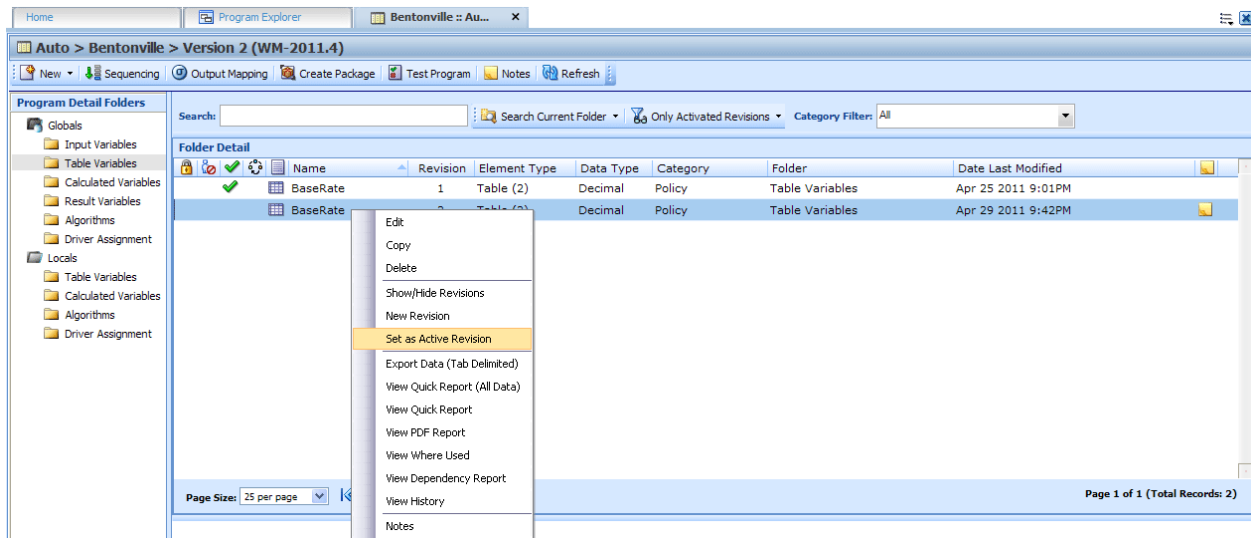 Home Program Explorer Bentonville :: Au... x
Auto > Bentonville > Version 2 (WM-2011.4)
New Sequencing Output Mapping Create Package Test Program Notes Refresh
Program Detail Folders
Globals
Input Variables
Table Variables
Calculated Variables
Result Variables
Algorithms
Driver Assignment
Locals
Table Variables
Calculated Variables
Algorithms
Driver Assignment
Search: Search Current Folder Only Activated Revisions Category Filter: All
Folder Detail
Name Revision Element Type Data Type Category Folder Date Last Modified
BaseRate 1 Table (2) Decimal Policy Table Variables Apr 25 2011 9:01PM
BaseRate Table (2) Decimal Policy Table Variables Apr 29 2011 9:42PM
Edit
Copy
Delete
Show/Hide Revisions
New Revision
Set as Active Revision
Export Data (Tab Delimited)
View Quick Report (All Data)
View Quick Report
View PDF Report
View Where Used
View Dependency Report
View History
Notes
Page Size: 25 per page Page 1 of 1 (Total Records: 2)